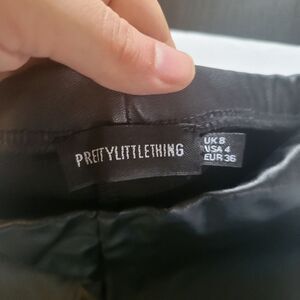 PRETTYLITTLETHING
UK 8
USA 4
EUR 36